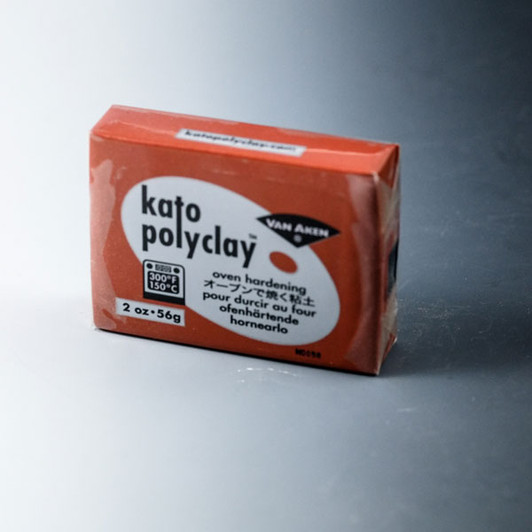 katopolyclay.com
kato
polyclay™
VAN AKEN
®
300°F
150°C
2 oz • 56g
oven hardening
オーブンで焼く粘土
pour durcir au four
ofenhärtende
hornearlo